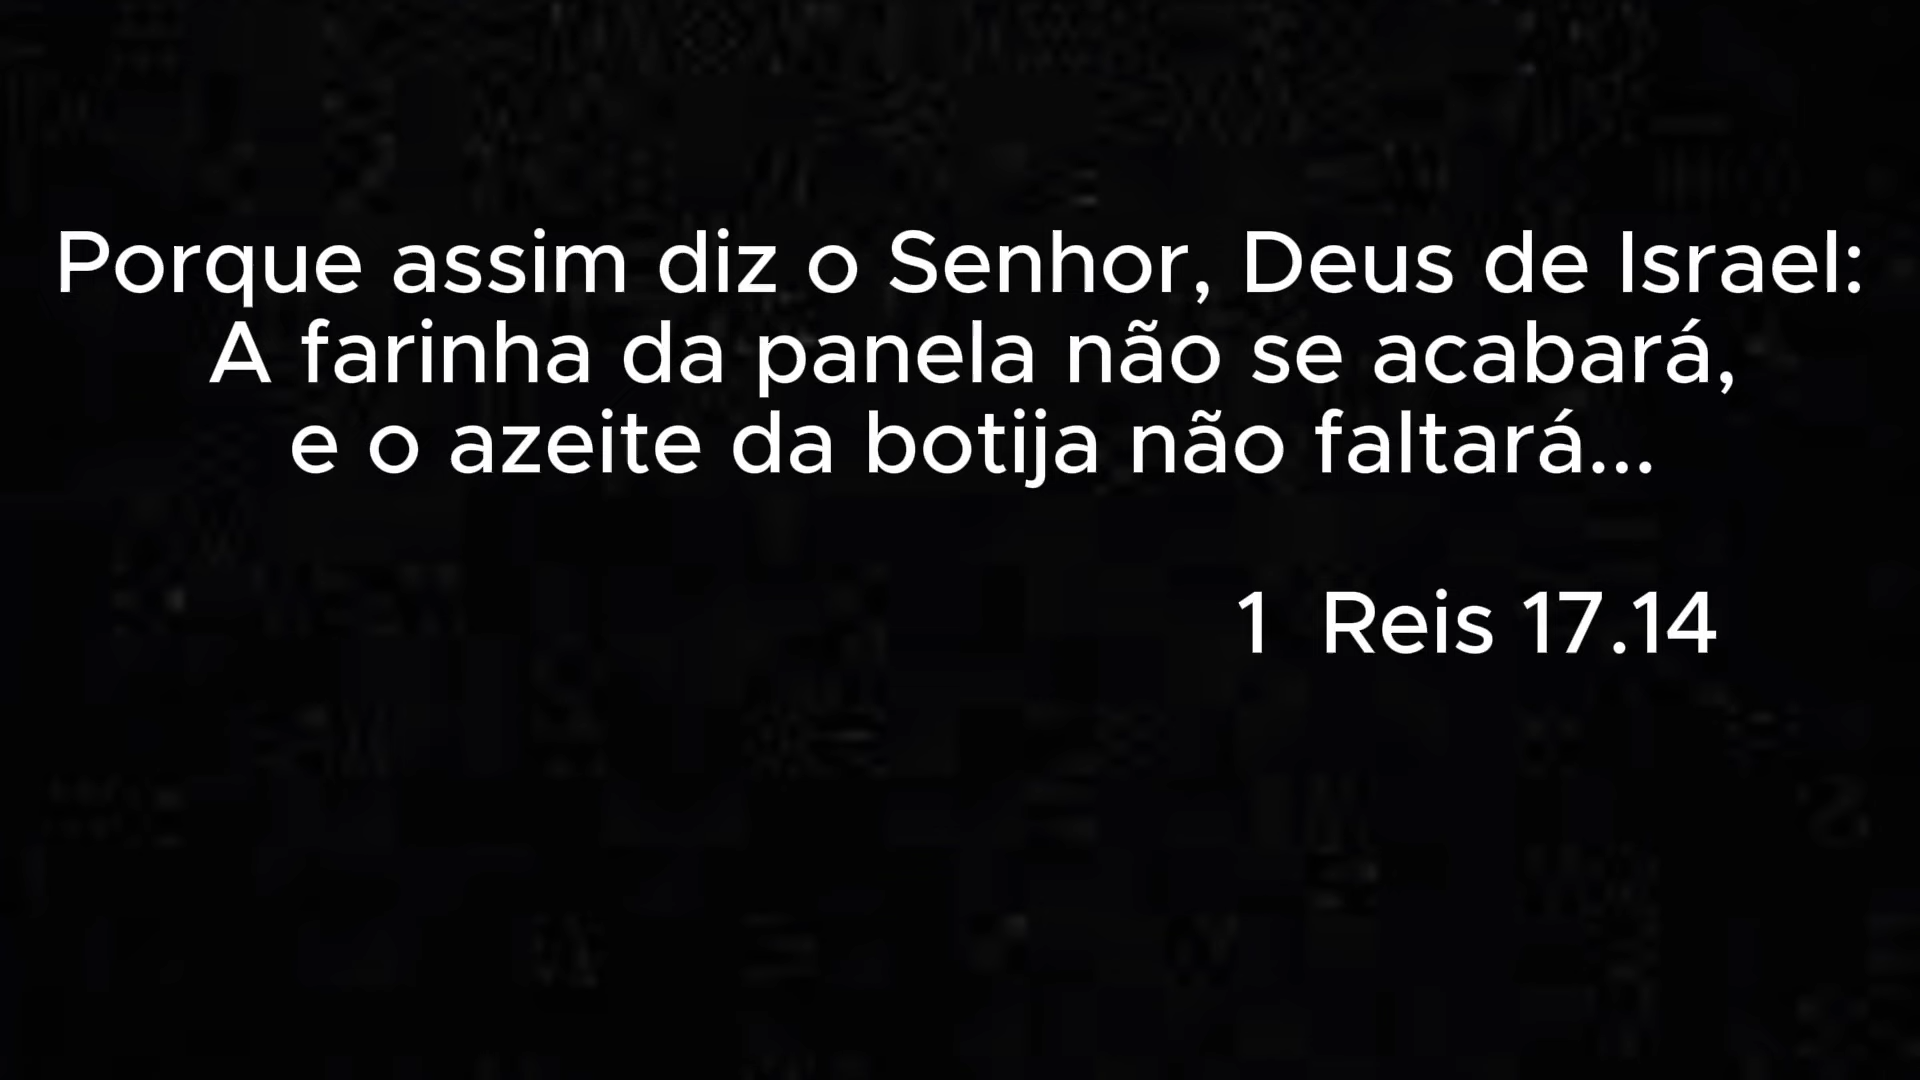 Porque assim diz o Senhor, Deus de Israel:
A farinha da panela não se acabará,
e o azeite da botija não faltará...
1 Reis 17.14